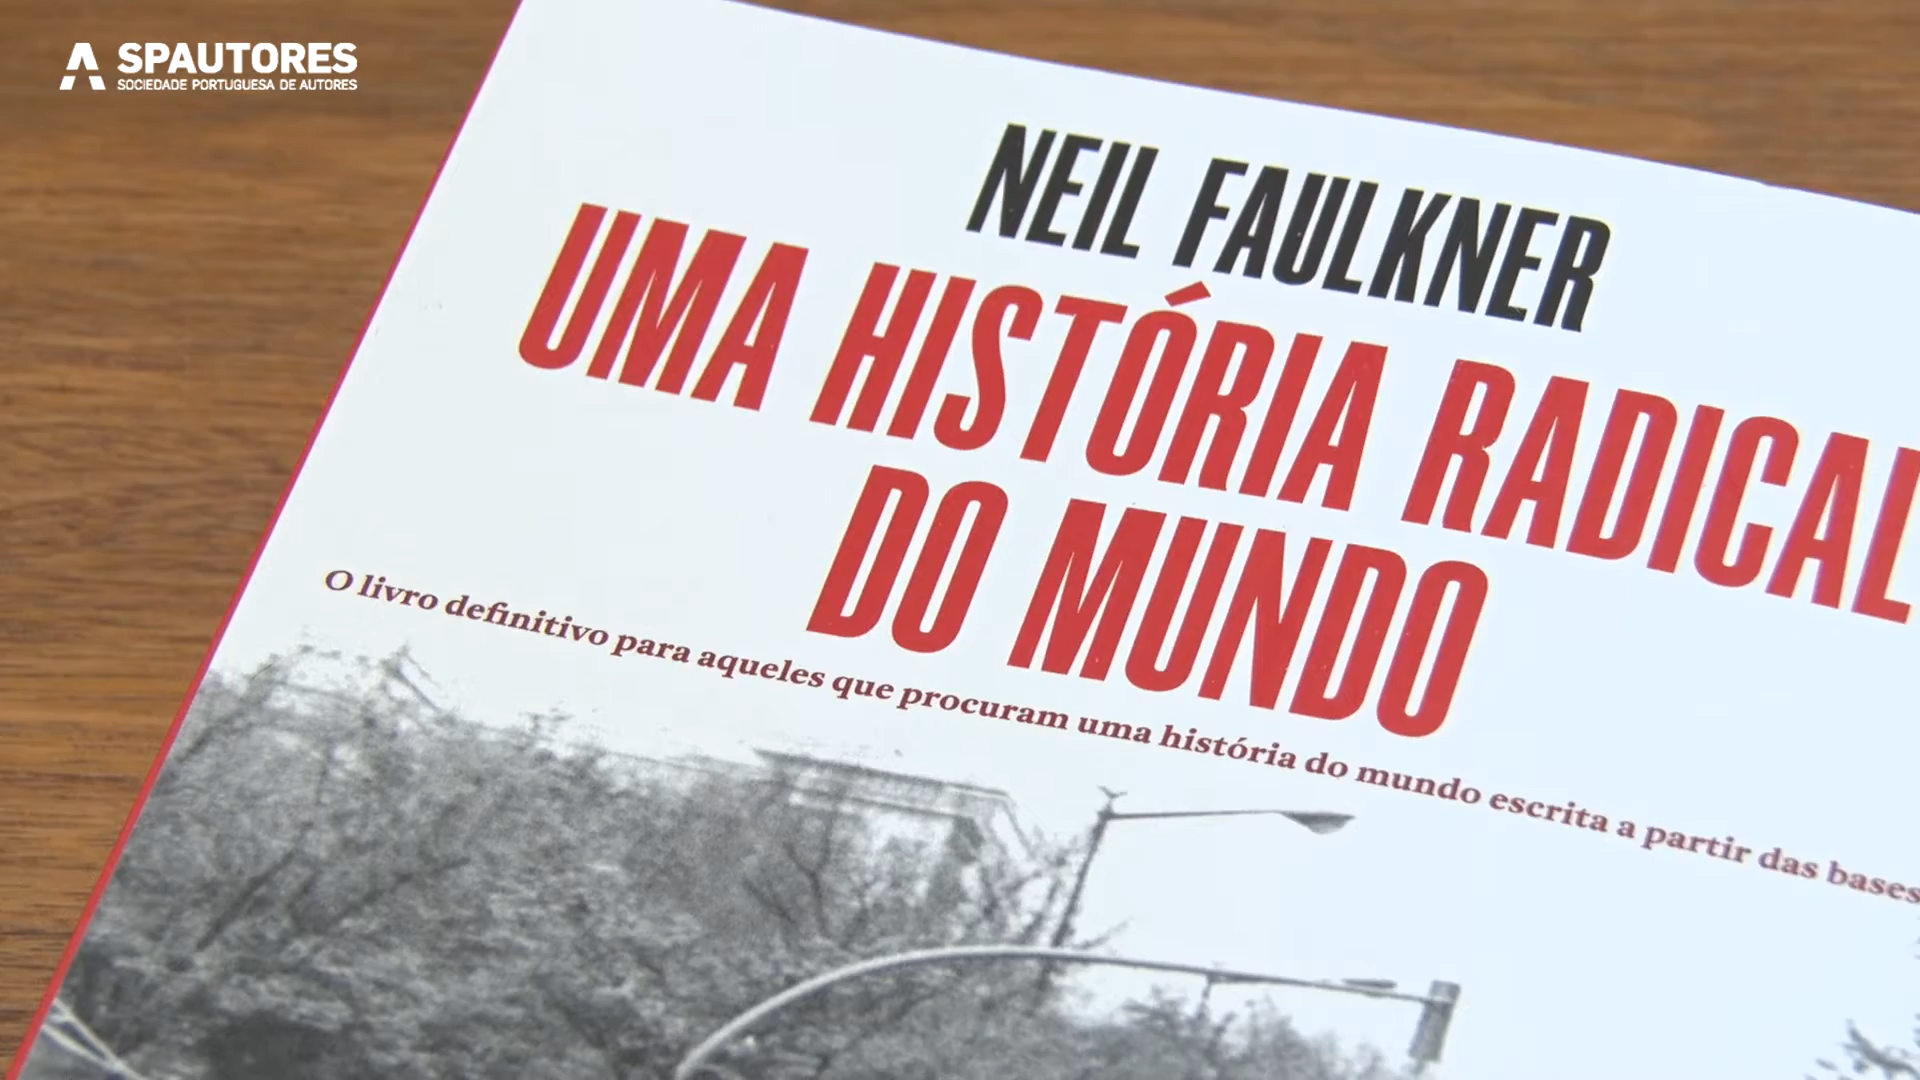 SPAUTORES
SOCIEDADE PORTUGUESA DE AUTORES
NEIL FAULKNER
UMA HISTÓRIA RADICAL
DO MUNDO
O livro definitivo para aqueles que procuram uma história do mundo escrita a partir das bases